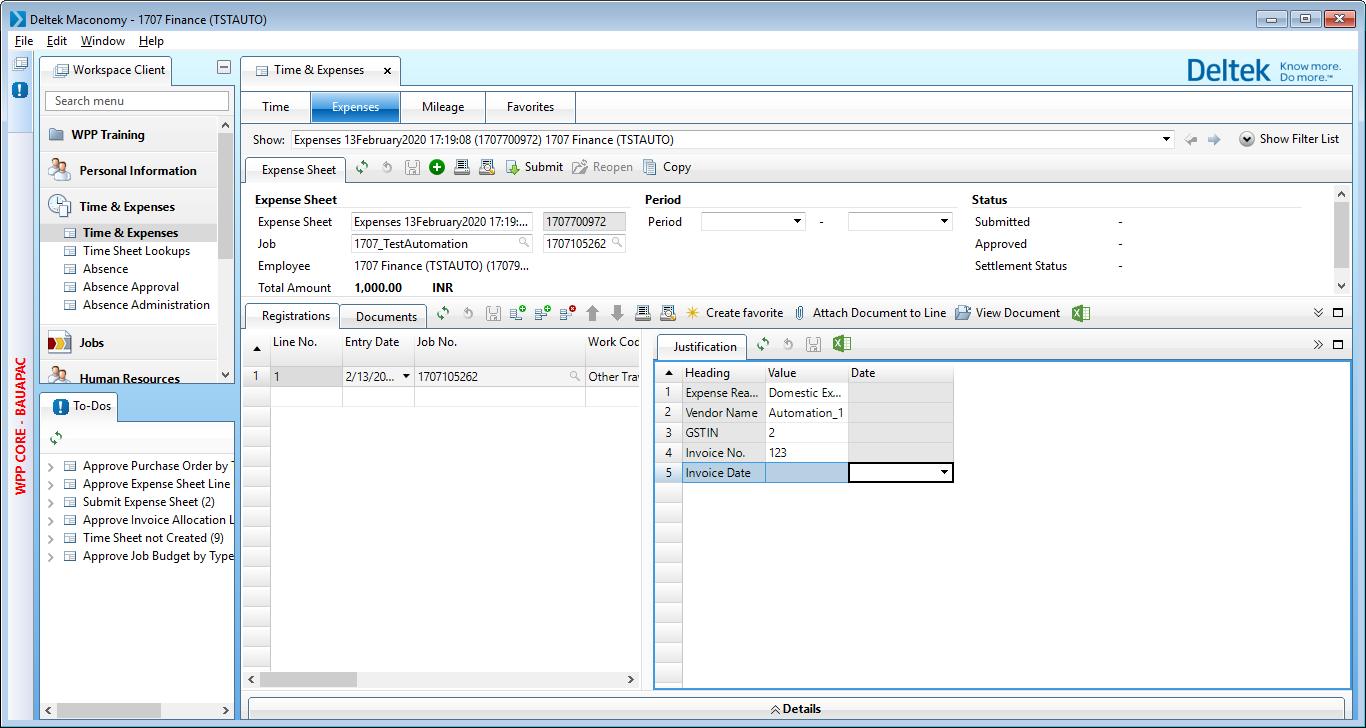 Deltek Maconomy - 1707 Finance (TSTAUTO)
File Edit Window Help
WPP CORE - BAUAPAC
Workspace Client
Search menu
WPP Training
Personal Information
Time & Expenses
Time & Expenses
Time Sheet Lookups
Absence
Absence Approval
Absence Administration
Jobs
Human Resources
To-Dos
Approve Purchase Order by T
Approve Expense Sheet Line
Submit Expense Sheet (2)
Approve Invoice Allocation L
Time Sheet not Created (9)
Approve Job Budget by Type
Time & Expenses
Deltek Know more. Do more.™
Time Expenses Mileage Favorites
Show: Expenses 13February2020 17:19:08 (1707700972) 1707 Finance (TSTAUTO) Show Filter List
Expense Sheet Submit Reopen Copy
Expense Sheet Period Status
Expense Sheet Expenses 13February2020 17:19:... 1707700972 Period - Submitted -
Job 1707_TestAutomation 1707105262 Approved -
Employee 1707 Finance (TSTAUTO) (17079... Settlement Status -
Total Amount 1,000.00 INR
Registrations Documents Create favorite Attach Document to Line View Document
Line No. Entry Date Job No. Work Coc
1 1 2/13/20... 1707105262 Other Tra
Justification
Heading Value Date
1 Expense Rea... Domestic Ex...
2 Vendor Name Automation_1
3 GSTIN 2
4 Invoice No. 123
5 Invoice Date
Details